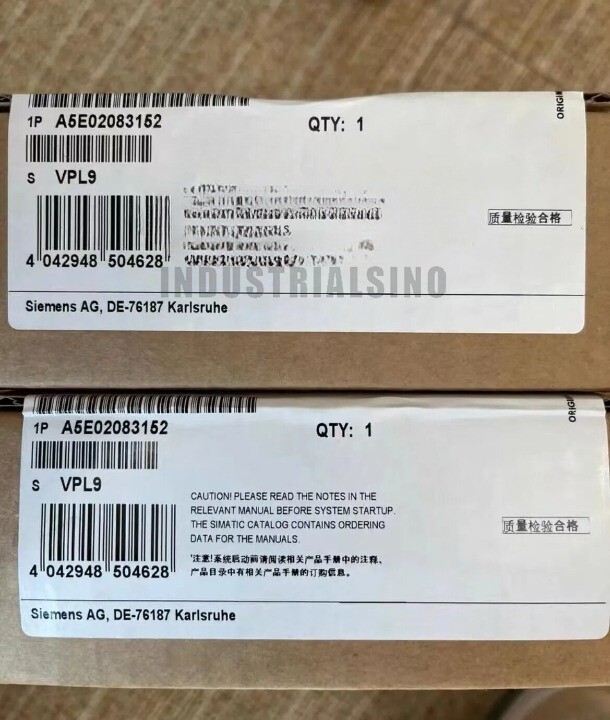 ORIGI
1P A5E02083152
QTY: 1
S VPL9
质量检验合格
4 042948 504628
INDUSTRIALSINO
Siemens AG, DE-76187 Karlsruhe
ORIGI
1P A5E02083152
QTY: 1
S VPL9
CAUTION! PLEASE READ THE NOTES IN THE
RELEVANT MANUAL BEFORE SYSTEM STARTUP.
THE SIMATIC CATALOG CONTAINS ORDERING
DATA FOR THE MANUALS.
质量检验合格
'注意!系统启动前请阅读相关产品手册中的注释、
产品目录中有相关产品手册的订购信息。
4 042948 504628
Siemens AG, DE-76187 Karlsruhe